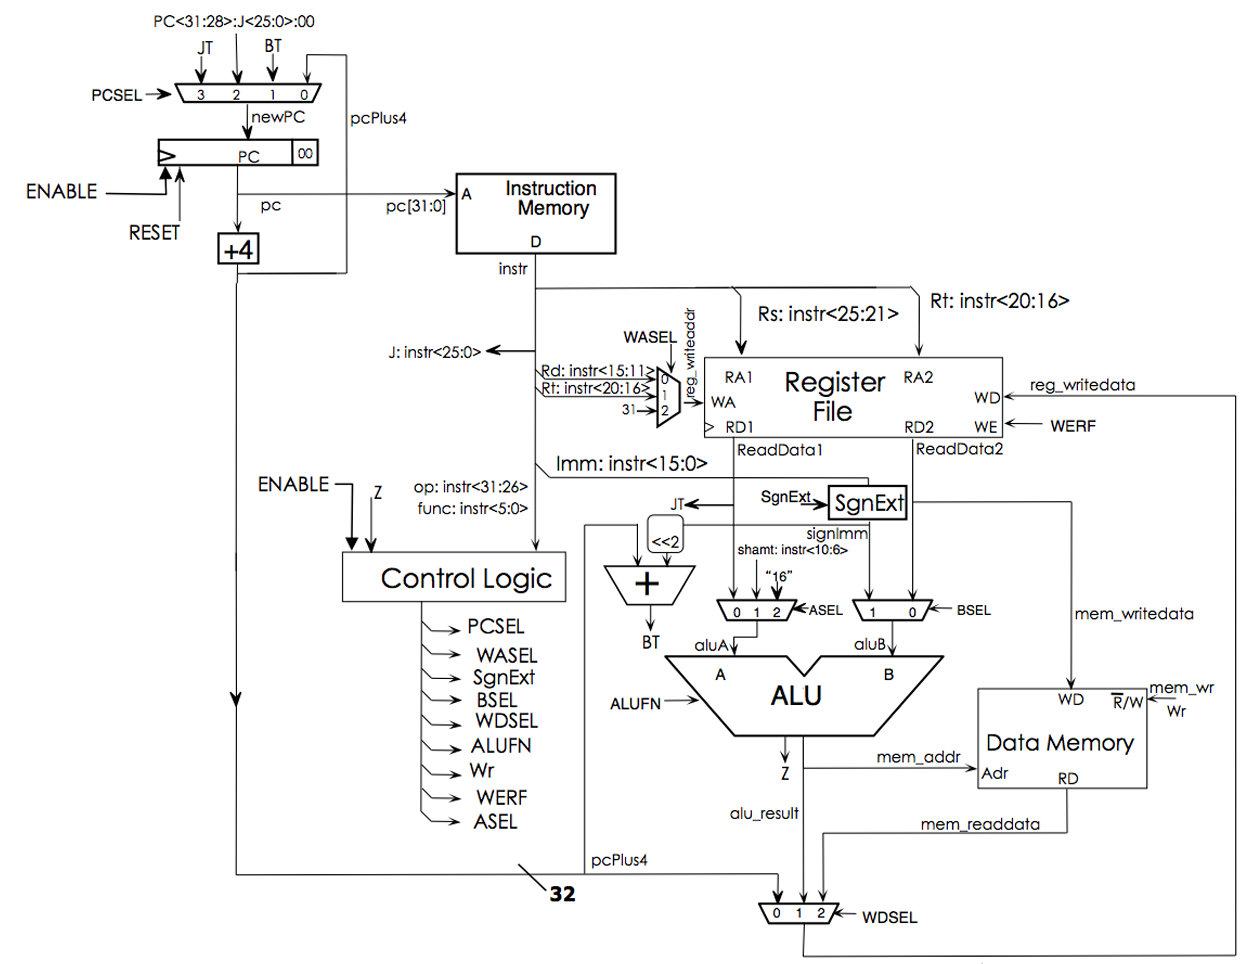 PC<31:28>:J<25:0>:00
JT
BT
PCSEL
3 2 1 0
newPC
pcPlus4
PC
00
ENABLE
RESET
pc
pc[31:0]
A
Instruction
Memory
D
+4
instr
Rs: instr<25:21>
Rt: instr<20:16>
J: instr<25:0>
WASEL
reg_writeaddr
Rd: instr<15:11>
Rt: instr<20:16>
31
0
1
2
RA1
Register
File
RA2
WA
WD
reg_writedata
RD1
RD2
WE
WERF
ReadData1
ReadData2
Imm: instr<15:0>
ENABLE
Z
op: instr<31:26>
func: instr<5:0>
JT
SgnExt
SgnExt
<<2
signImm
shamt: instr<10:6>
"16"
Control Logic
+
0 1 2
ASEL
1 0
BSEL
BT
aluA
aluB
mem_writedata
PCSEL
WASEL
SgnExt
BSEL
WDSEL
ALUFN
Wr
WERF
ASEL
A
B
ALU
ALUFN
Z
WD
R̅/W
mem_wr
Wr
Data Memory
mem_addr
Adr
RD
alu_result
mem_readdata
pcPlus4
32
0 1 2
WDSEL